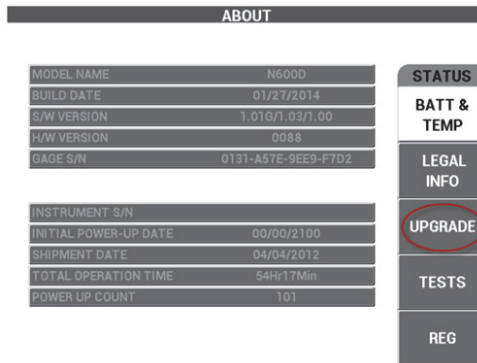 ABOUT
MODEL NAME N600D
BUILD DATE 01/27/2014
S/W VERSION 1.01G/1.03/1.00
H/W VERSION 0088
GAGE S/N 0131-A57E-9EE9-F7D2
INSTRUMENT S/N
INITIAL POWER-UP DATE 00/00/2100
SHIPMENT DATE 04/04/2012
TOTAL OPERATION TIME 54Hr17Min
POWER UP COUNT 101
STATUS
BATT &
TEMP
LEGAL
INFO
UPGRADE
TESTS
REG